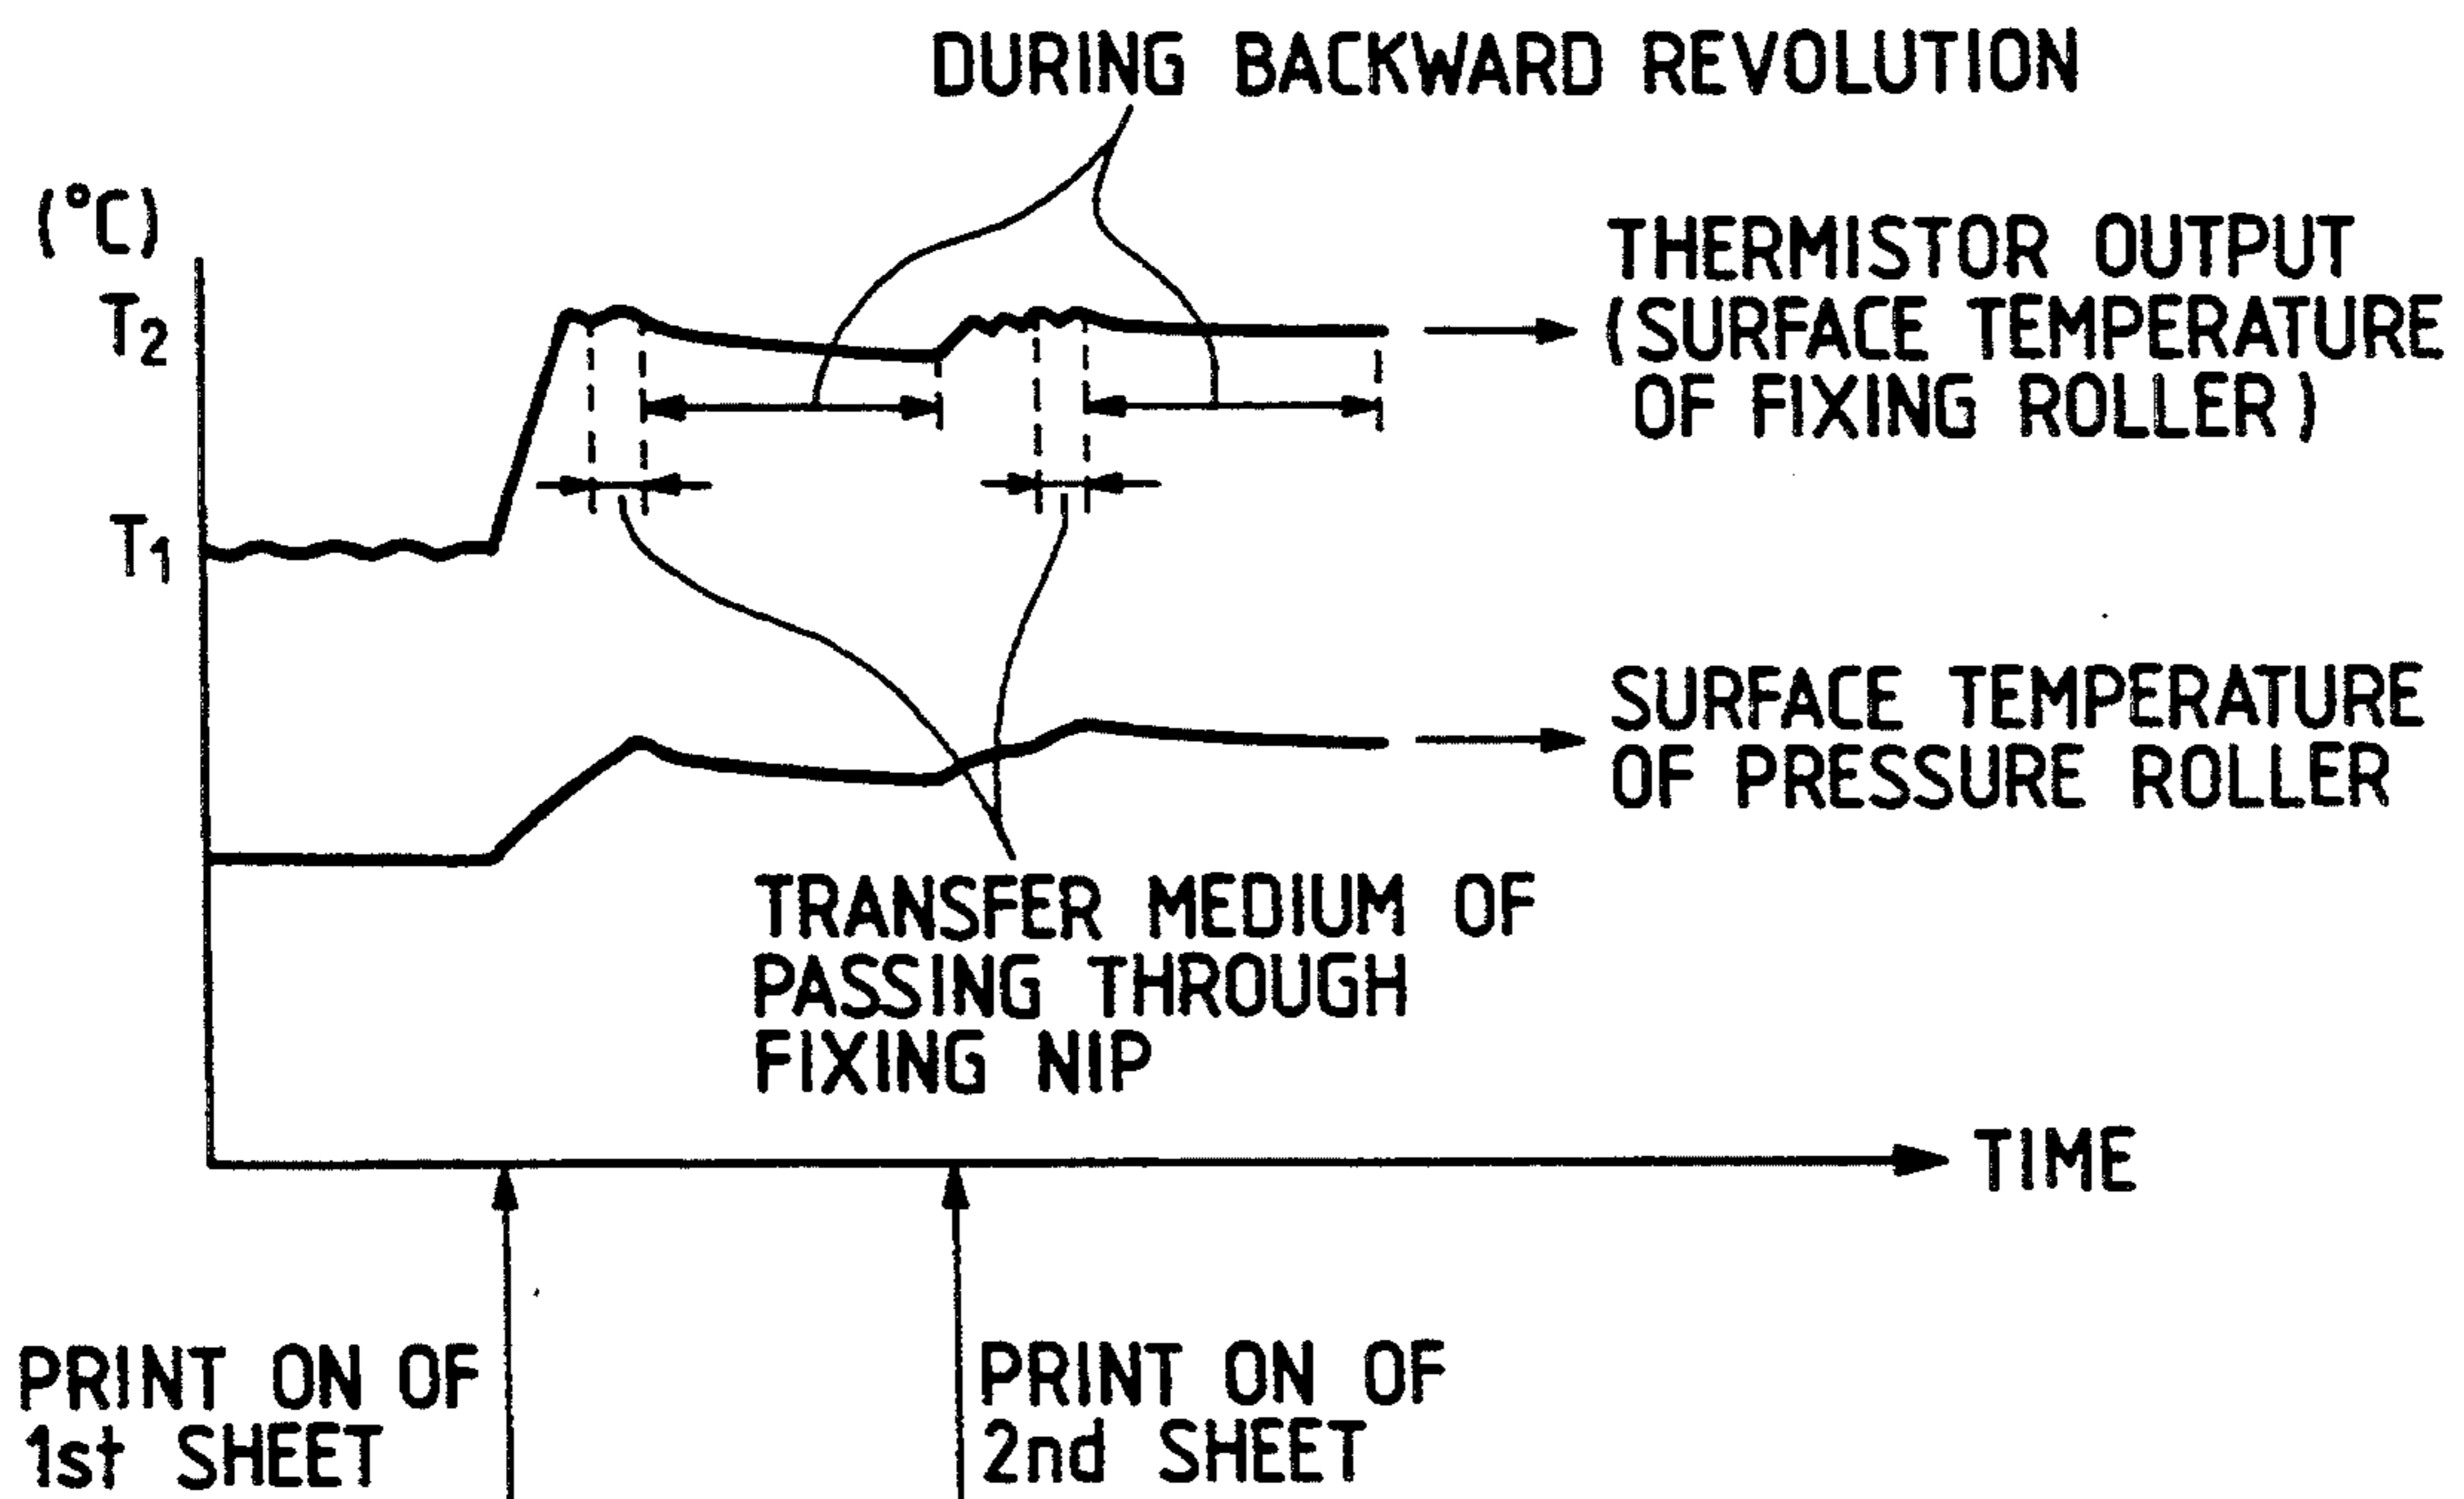 DURING BACKWARD REVOLUTION
(°C)
T2
T1
THERMISTOR OUTPUT
(SURFACE TEMPERATURE
OF FIXING ROLLER)
SURFACE TEMPERATURE
OF PRESSURE ROLLER
TRANSFER MEDIUM OF
PASSING THROUGH
FIXING NIP
TIME
PRINT ON OF
1st SHEET
PRINT ON OF
2nd SHEET